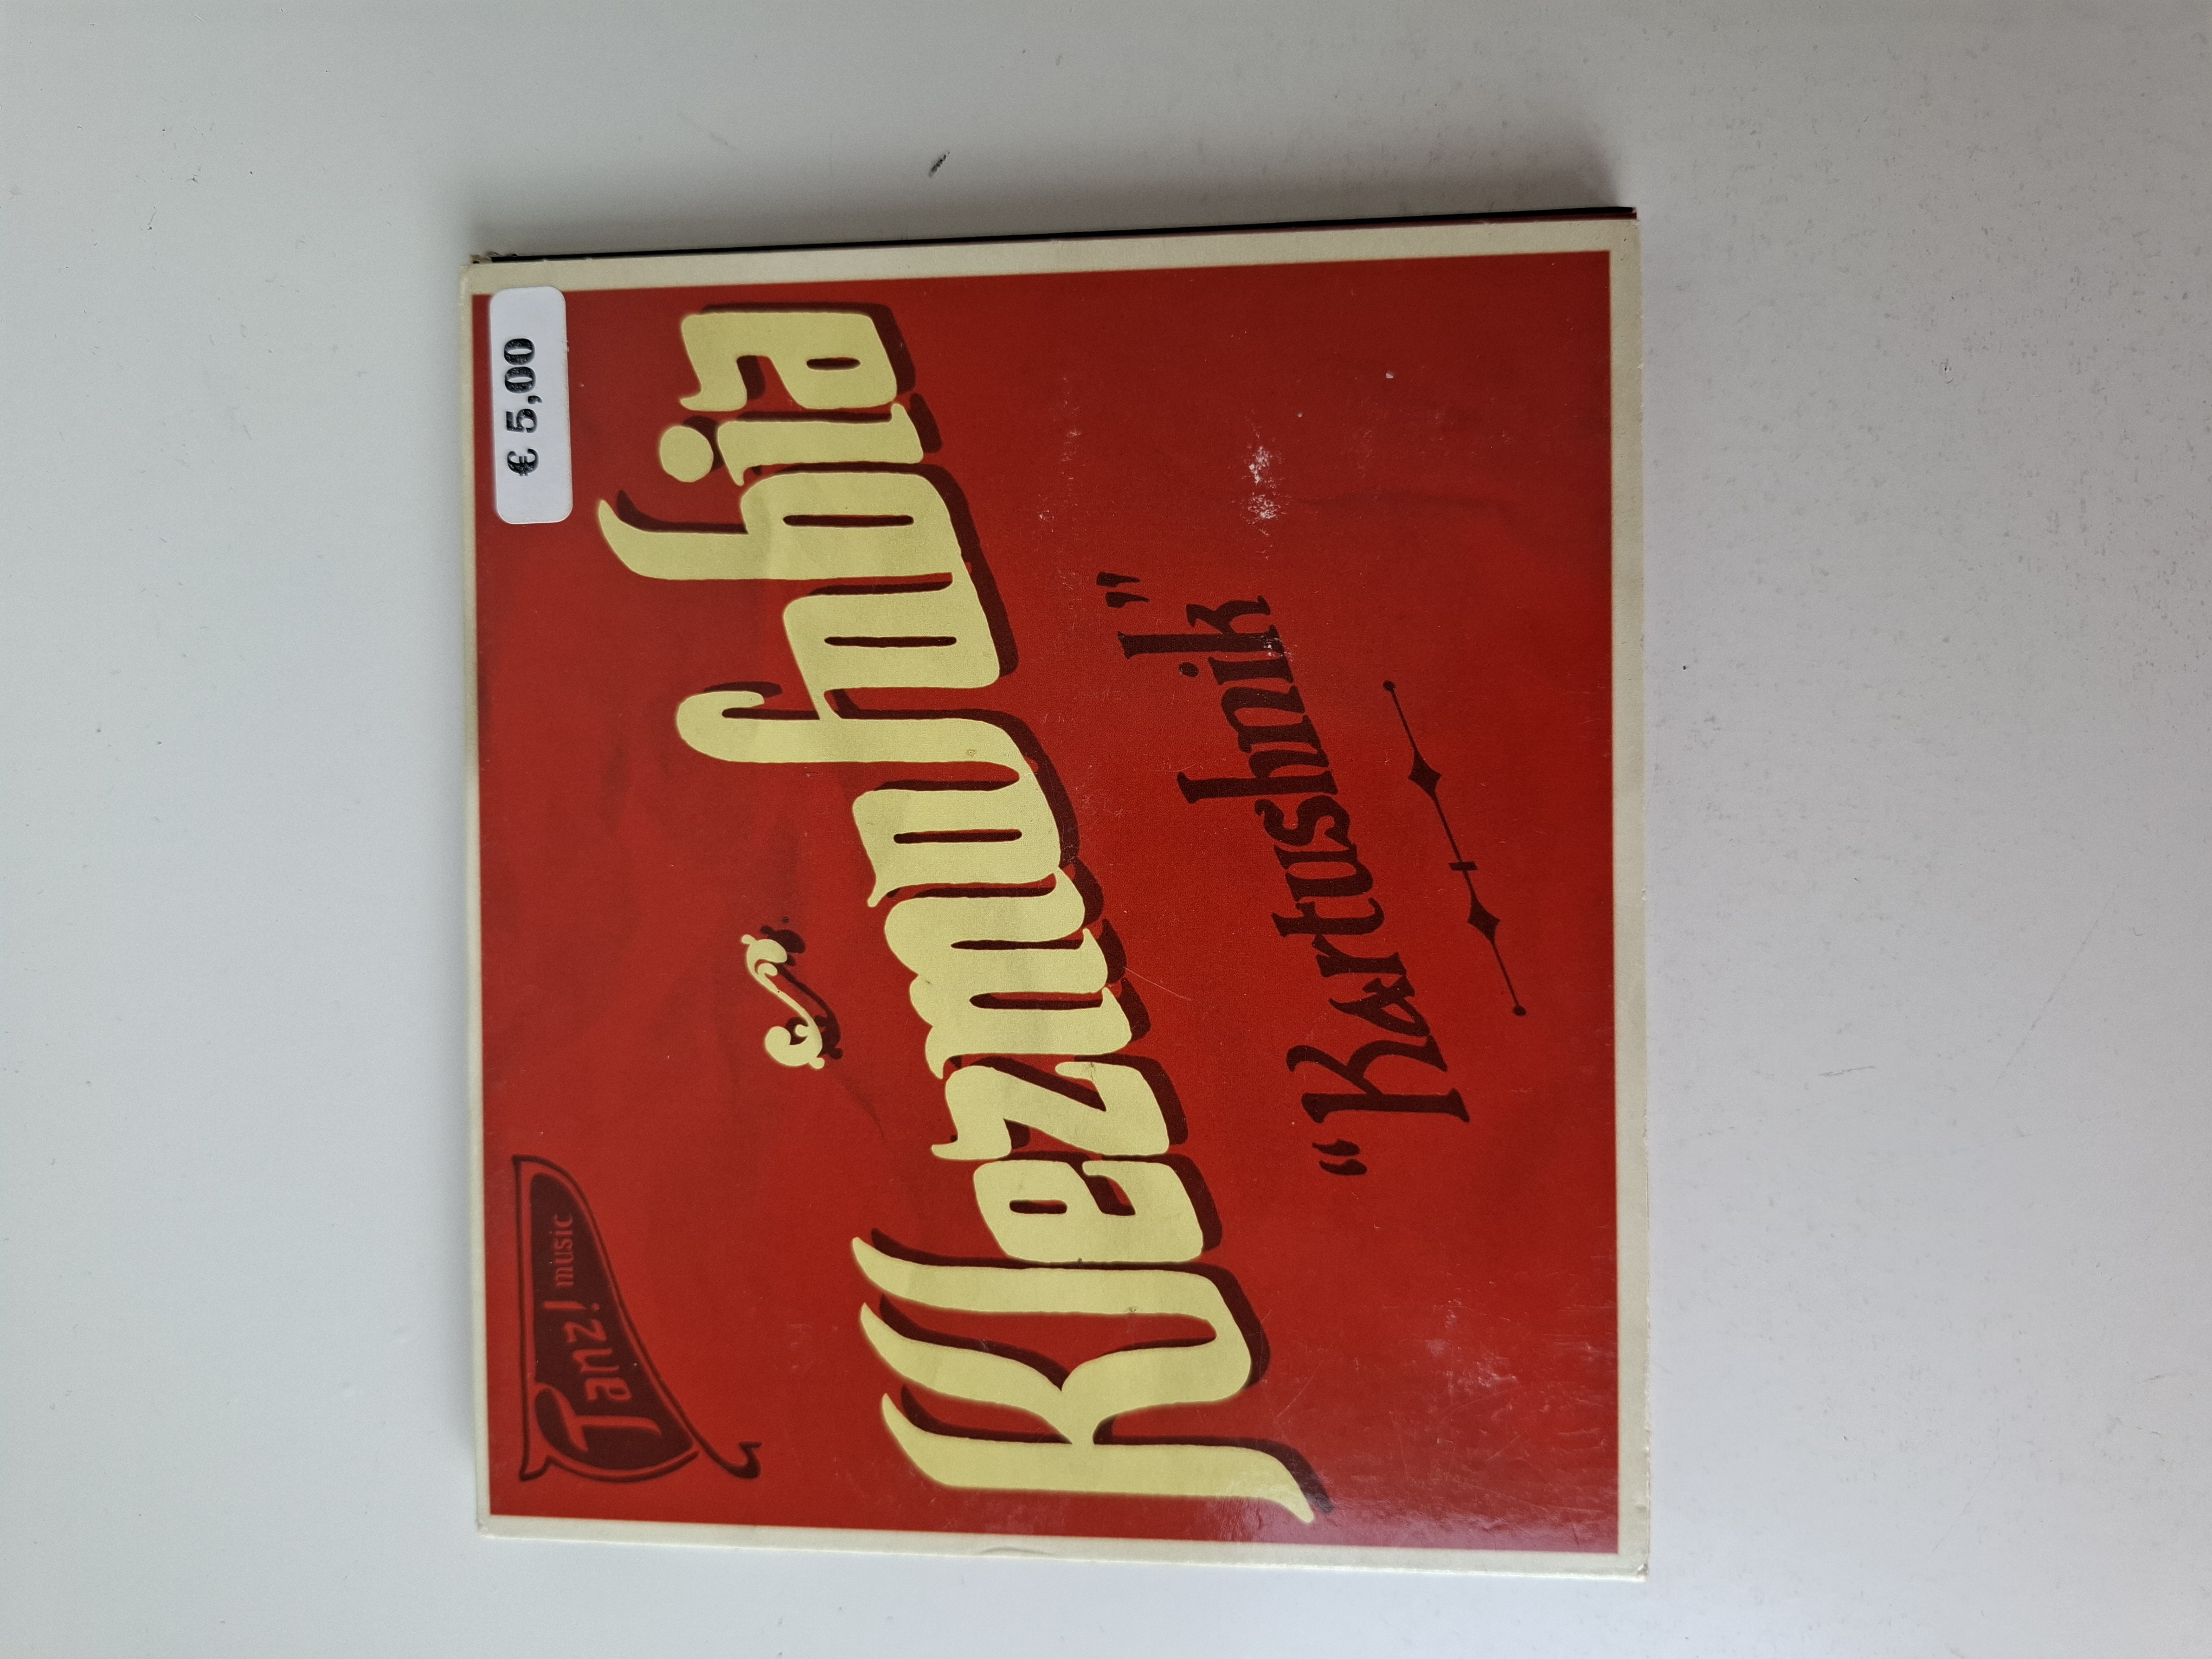 Tanz! music
€ 5,00
Klezmofobia
"Kartushnik"